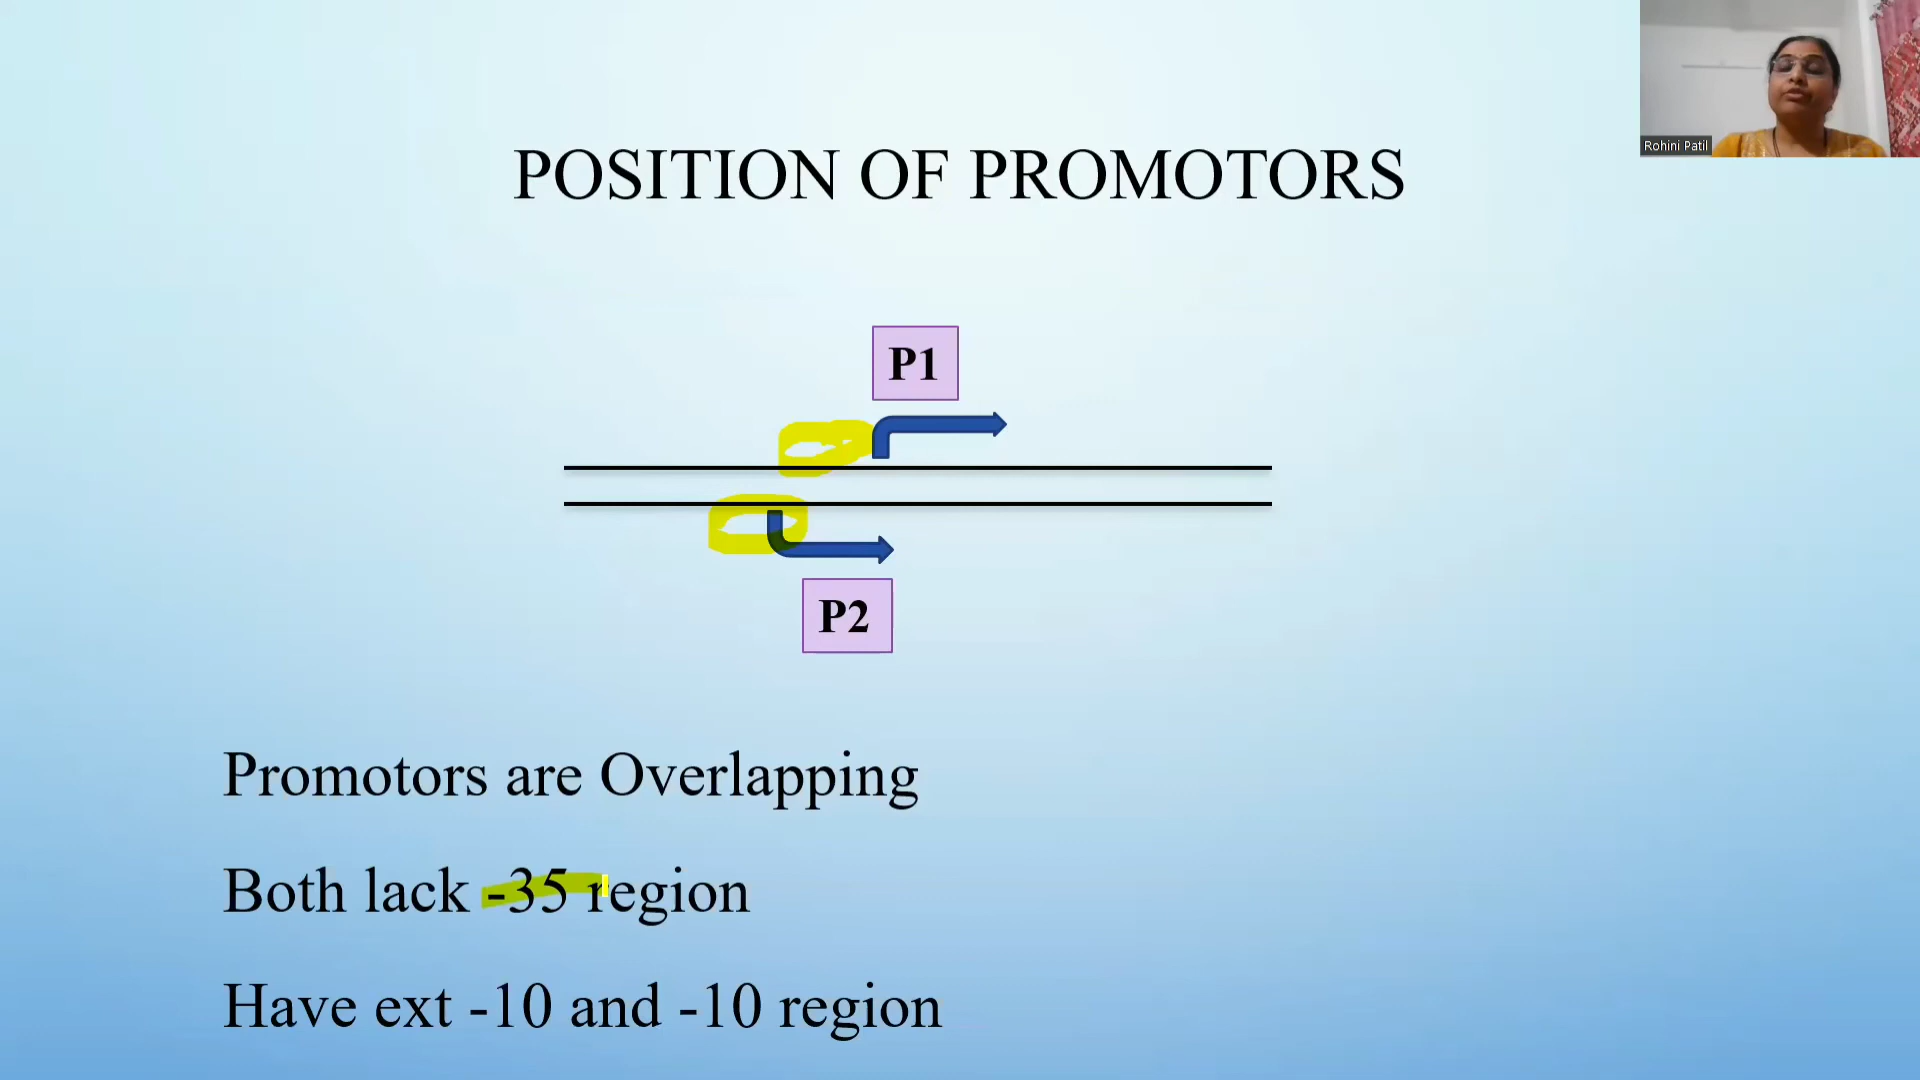 Rohini Patil
POSITION OF PROMOTORS
P1
P2
Promotors are Overlapping
Both lack -35 region
Have ext -10 and -10 region